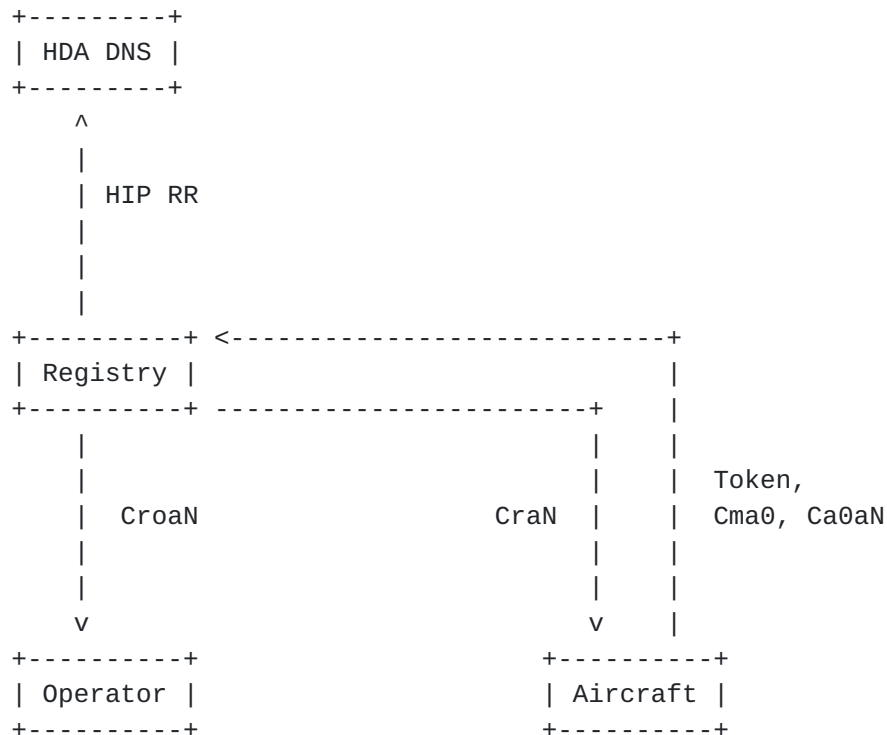 HDA DNS
HIP RR
Registry
Token,
CroaN CraN Cma0, Ca0aN
Operator Aircraft